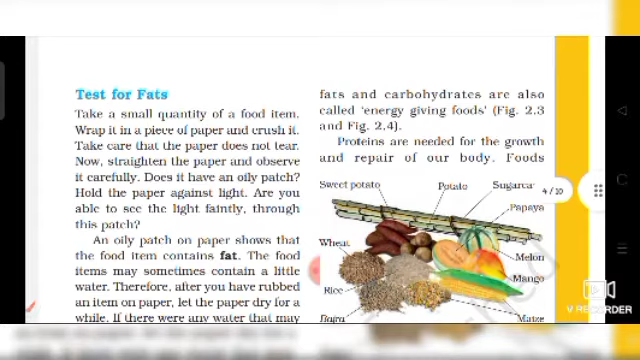 Test for Fats
Take a small quantity of a food item.
Wrap it in a piece of paper and crush it.
Take care that the paper does not tear.
Now, straighten the paper and observe
it carefully. Does it have an oily patch?
Hold the paper against light. Are you
able to see the light faintly, through
this patch?
An oily patch on paper shows that
the food item contains fat. The food
items may sometimes contain a little
water. Therefore, after you have rubbed
an item on paper, let the paper dry for
a while. If there were any water that may
fats and carbohydrates are also
called ‘energy giving foods’ (Fig. 2.3
and Fig. 2.4).
Proteins are needed for the growth
and repair of our body. Foods
Sweet potato
Potato
Sugarca
4/10
Papaya
Wheat
Melon
Mango
Rice
Bajra
Maize
V RECORDER